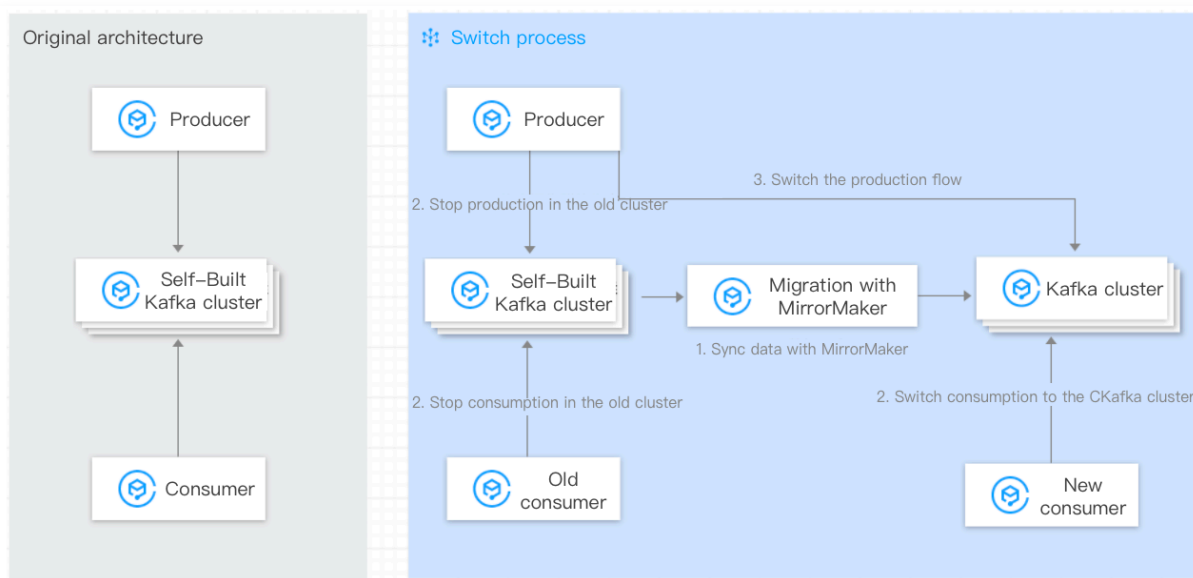 Original architecture
Producer
Self-Built
Kafka cluster
Consumer
Switch process
Producer
3. Switch the production flow
2. Stop production in the old cluster
Self-Built
Kafka cluster
Migration with
MirrorMaker
Kafka cluster
1. Sync data with MirrorMaker
2. Stop consumption in the old cluster
2. Switch consumption to the CKafka cluster
Old
consumer
New
consumer